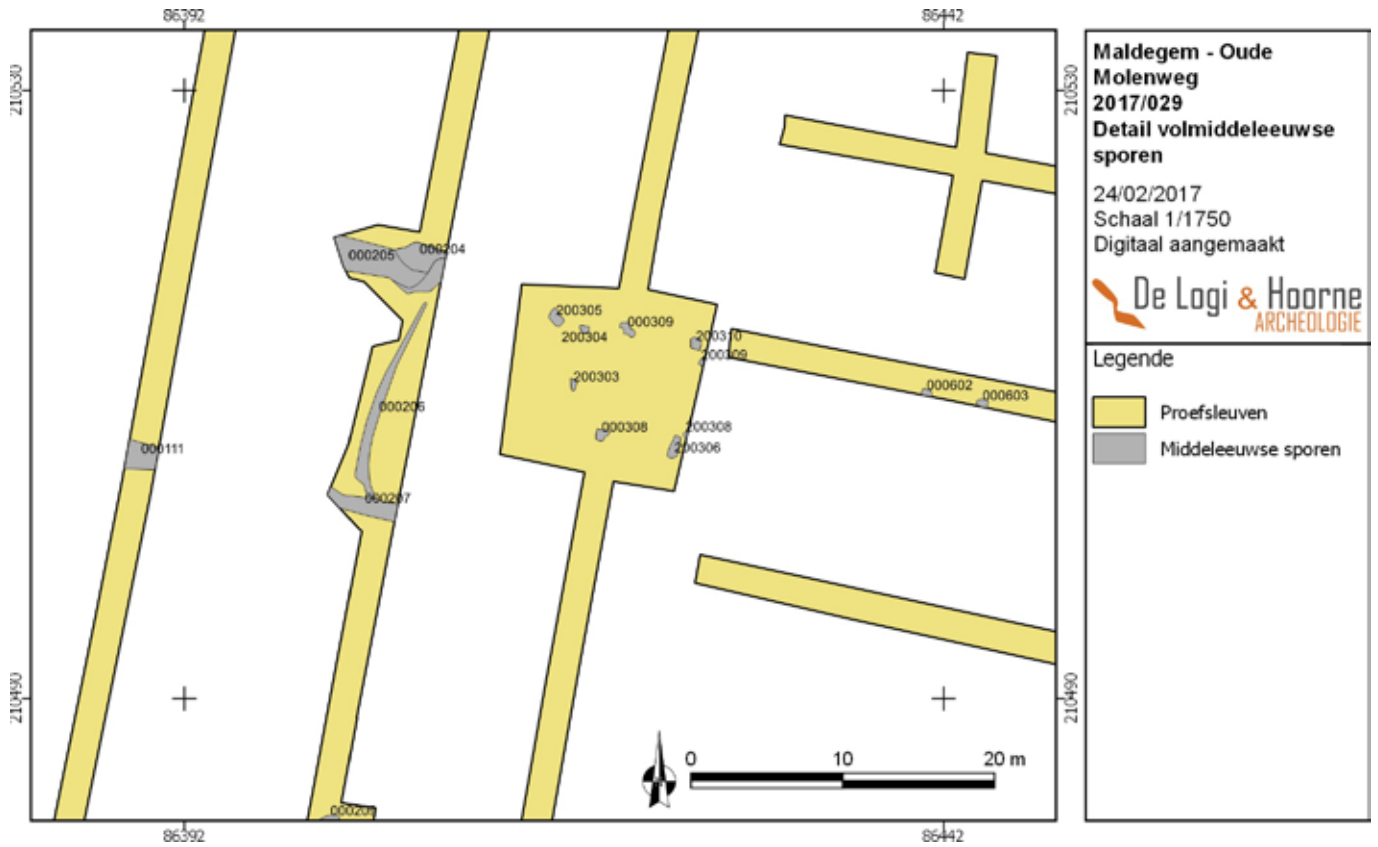 86392
86442
210530
210530
000204
000205
200305
000309
200304
200310
200309
200303
000602
000603
000206
000308
200308
000111
200306
000207
210490
210490
0
10
20 m
86392
86442
Maldegem - Oude
Molenweg
2017/029
Detail volmiddeleeuwse
sporen
24/02/2017
Schaal 1/1750
Digitaal aangemaakt
De Logi & Hoorne
ARCHEOLOGIE
Legende
Proefsleuven
Middeleeuwse sporen